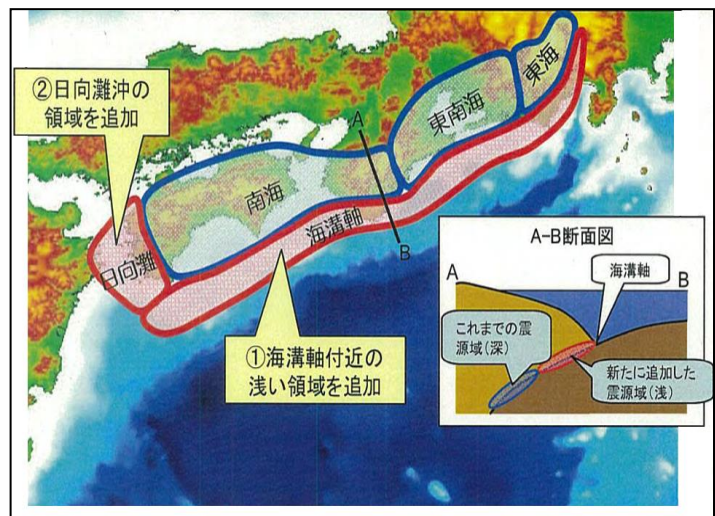 ②日向灘沖の
領域を追加
A
東南海
東海
南海
海溝軸
日向灘
B
①海溝軸付近の
浅い領域を追加
A-B断面図
A
海溝軸
B
これまでの震
源域(深)
新たに追加した
震源域(浅)